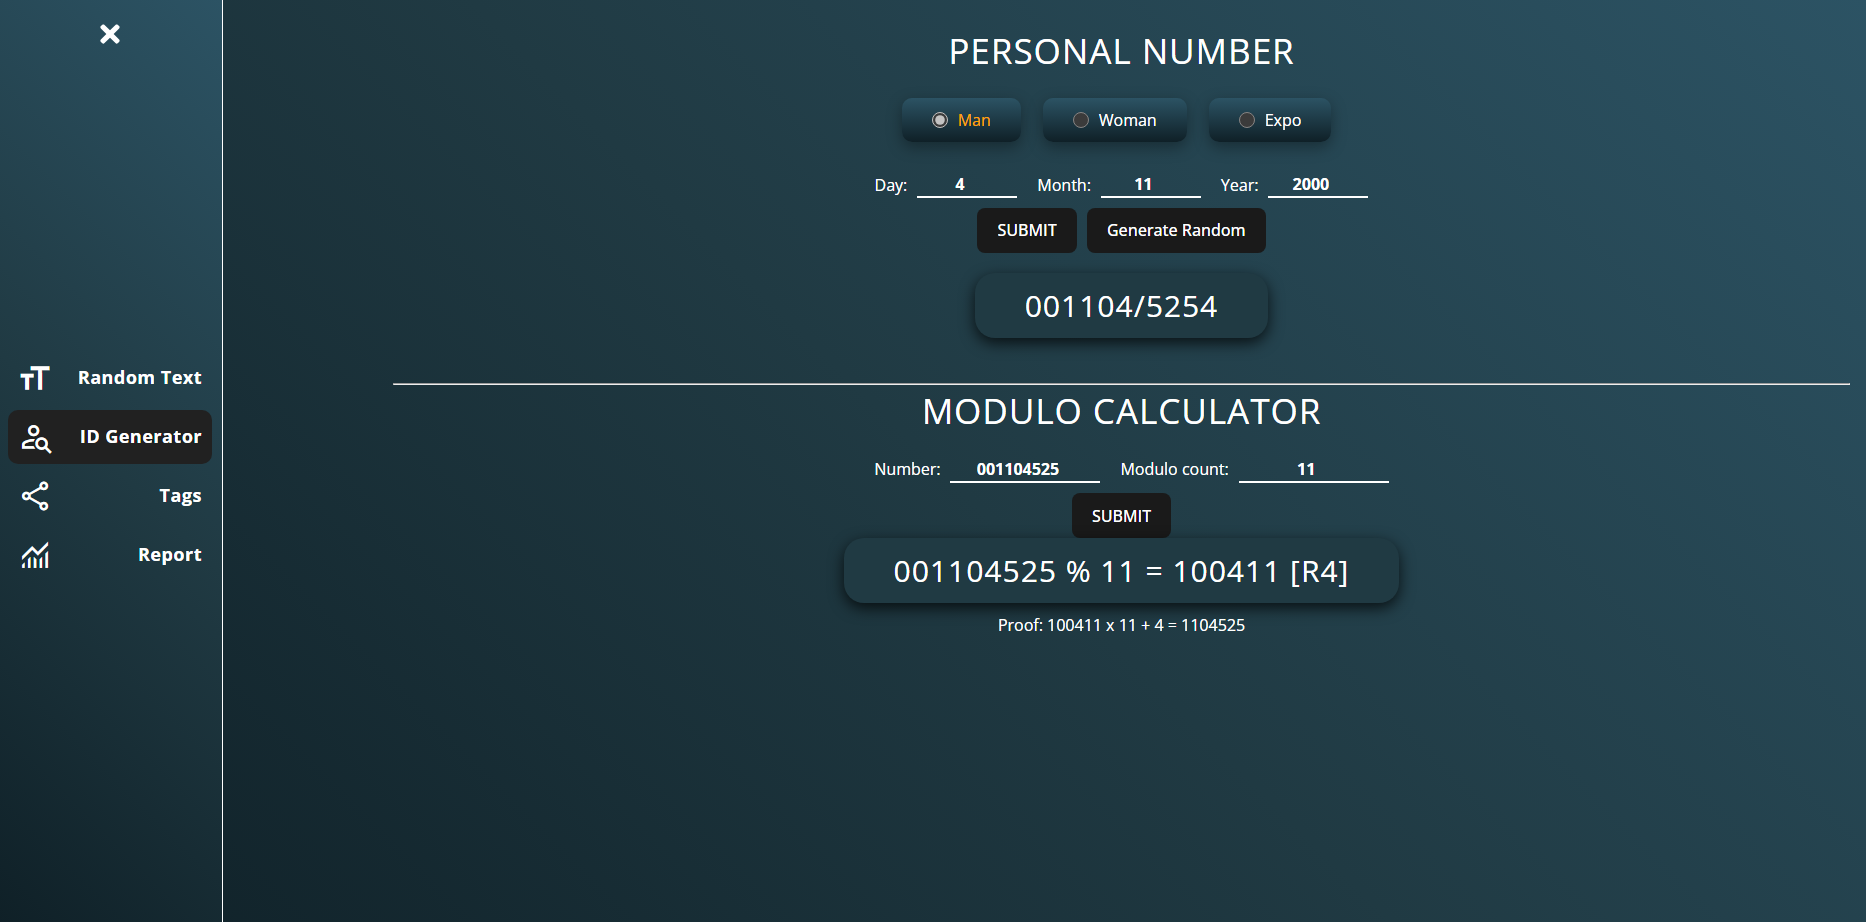 PERSONAL NUMBER
Man Woman Expo
Day: 4 Month: 11 Year: 2000
SUBMIT Generate Random
001104/5254
Random Text
ID Generator
Tags
Report
MODULO CALCULATOR
Number: 001104525 Modulo count: 11
SUBMIT
001104525 % 11 = 100411 [R4]
Proof: 100411 x 11 + 4 = 1104525